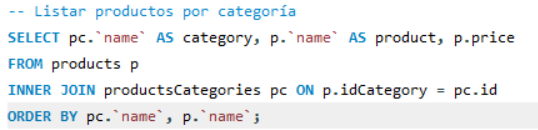 -- Listar productos por categoría
SELECT pc.`name` AS category, p.`name` AS product, p.price
FROM products p
INNER JOIN productsCategories pc ON p.idCategory = pc.id
ORDER BY pc.`name`, p.`name`;